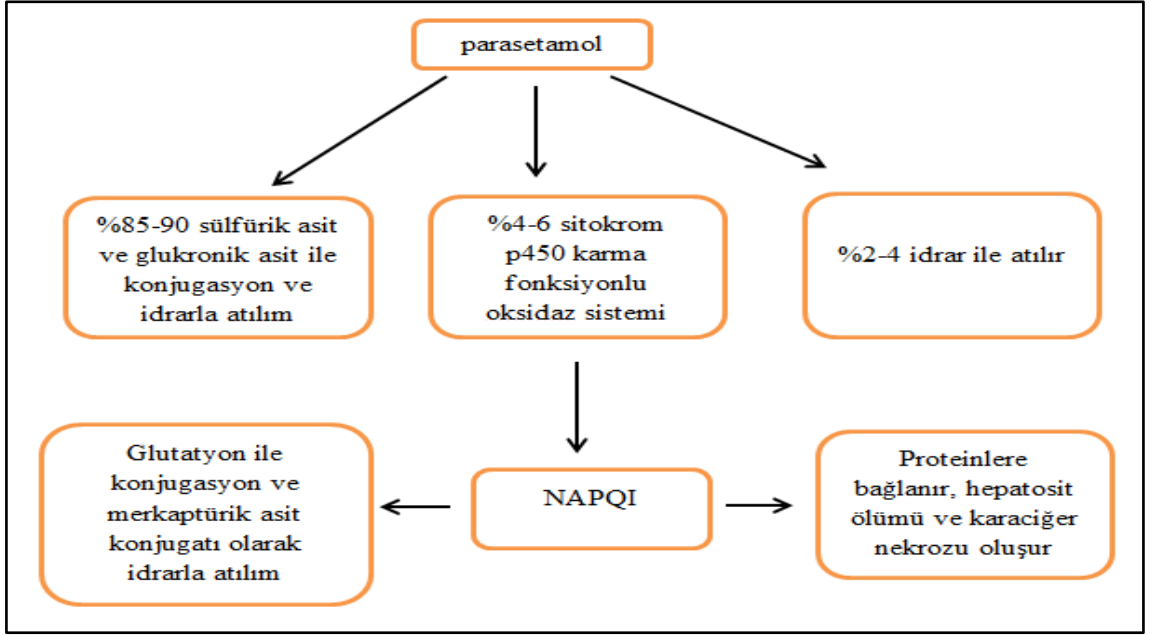 parasetamol
%85-90 sülfürik asit
ve glukronik asit ile
konjugasyon ve
idrarla atılım
%4-6 sitokrom
p450 karma
fonksiyonlu
oksidaz sistemi
%2-4 idrar ile atılır
Glutatyon ile
konjugasyon ve
merkaptürik asit
konjugatı olarak
idrarla atılım
NAPQI
Proteinlere
bağlanır, hepatosit
ölümü ve karaciğer
nekrozu oluşur